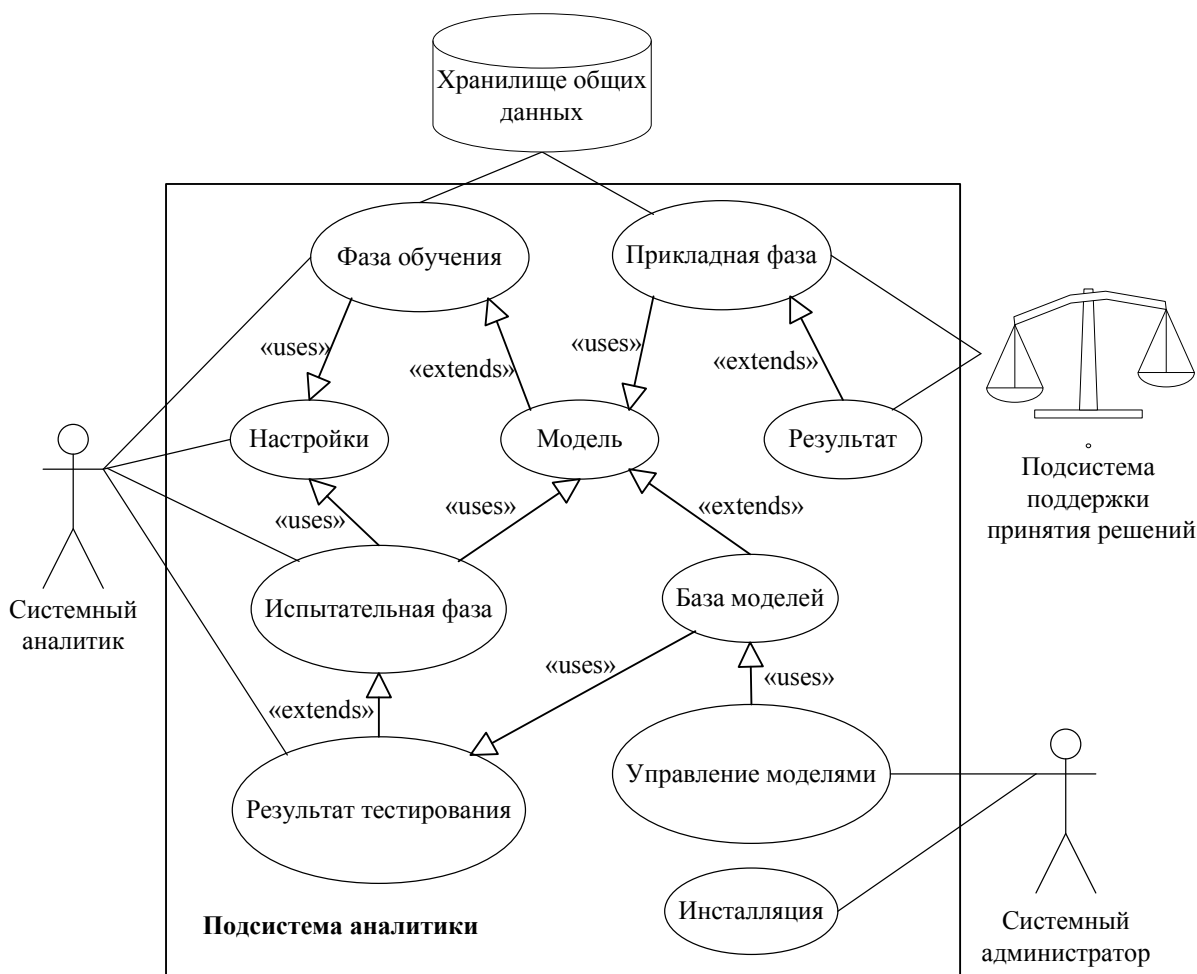 Хранилище общих
данных
Фаза обучения
Прикладная фаза
«uses»
«extends»
«uses»
«extends»
Настройки
Модель
Результат
«uses»
«uses»
«extends»
Подсистема
поддержки
принятия решений
Системный
аналитик
Испытательная фаза
База моделей
«extends»
«uses»
«uses»
Результат тестирования
Управление моделями
Инсталляция
Подсистема аналитики
Системный
администратор